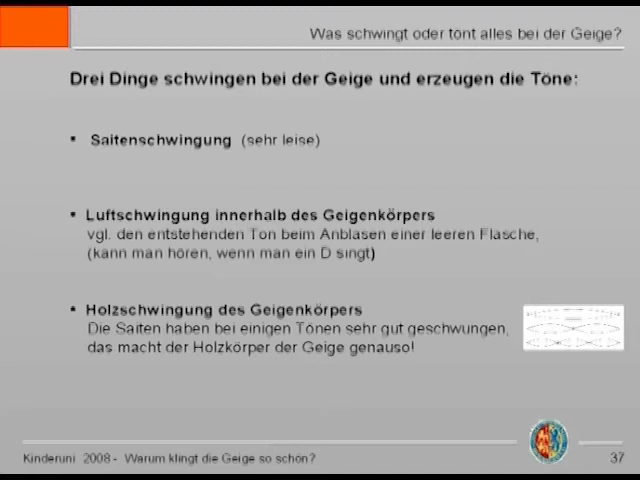 Was schwingt oder tönt alles bei der Geige?
Drei Dinge schwingen bei der Geige und erzeugen die Töne:
▪ Saitenschwingung (sehr leise)
▪ Luftschwingung innerhalb des Geigenkörpers
vgl. den entstehenden Ton beim Anblasen einer leeren Flasche,
(kann man hören, wenn man ein D singt)
▪ Holzschwingung des Geigenkörpers
Die Saiten haben bei einigen Tönen sehr gut geschwungen,
das macht der Holzkörper der Geige genauso!
Kinderuni 2008 - Warum klingt die Geige so schön?
37